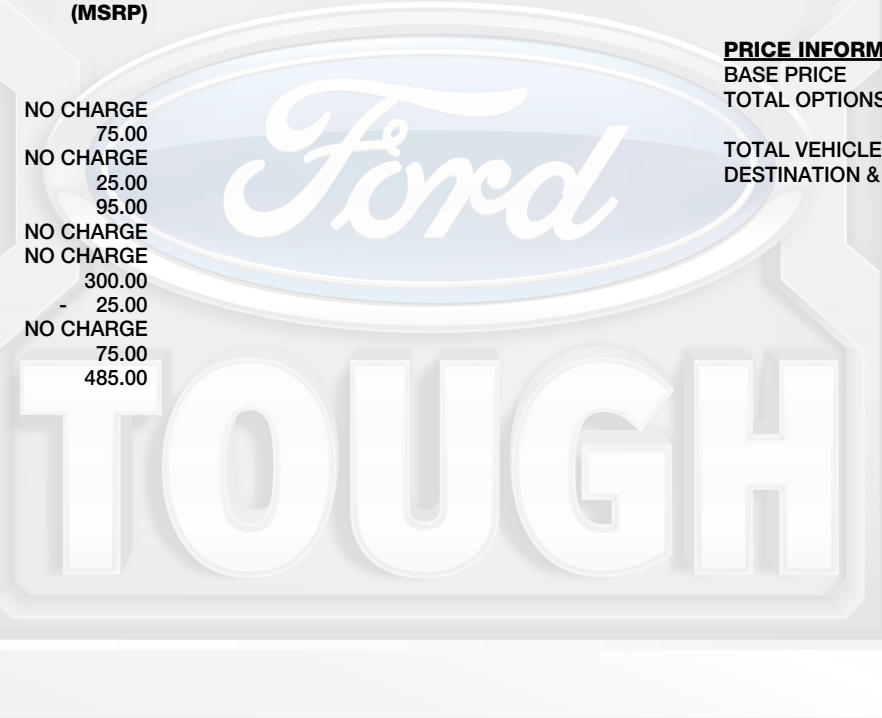 (MSRP)
NO CHARGE
75.00
NO CHARGE
25.00
95.00
NO CHARGE
NO CHARGE
300.00
- 25.00
NO CHARGE
75.00
485.00
PRICE INFORM
BASE PRICE
TOTAL OPTIONS
TOTAL VEHICLE
DESTINATION &
Ford
TOUGH